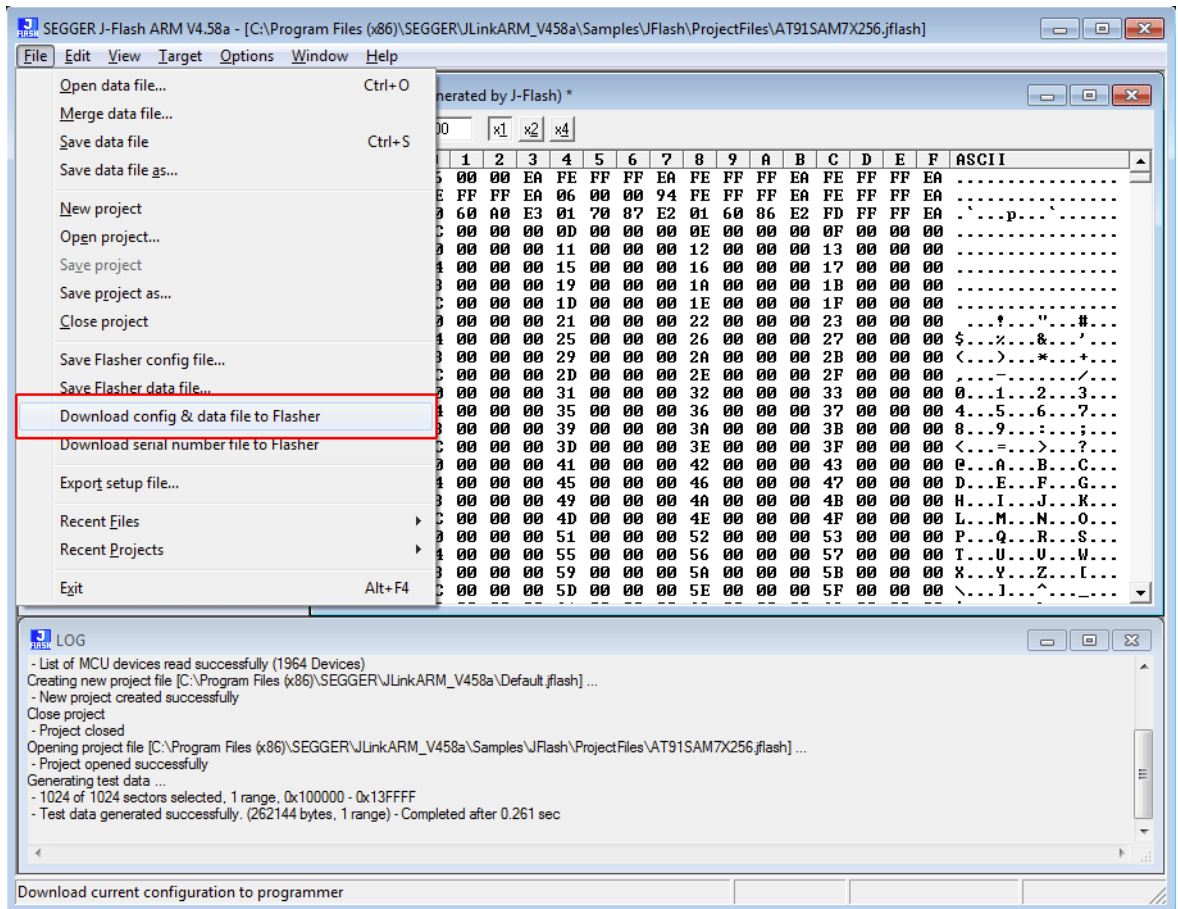 SEGGER J-Flash ARM V4.58a - [C:\Program Files (x86)\SEGGER\JLinkARM_V458a\Samples\JFlash\ProjectFiles\AT91SAM7X256.jflash]
File Edit View Target Options Window Help
Open data file... Ctrl+O
Merge data file...
Save data file Ctrl+S
Save data file as...
New project
Open project...
Save project
Save project as...
Close project
Save Flasher config file...
Save Flasher data file...
Download config & data file to Flasher
Download serial number file to Flasher
Export setup file...
Recent Files
Recent Projects
Exit Alt+F4
nerated by J-Flash) *
x1 x2 x4
1 2 3 4 5 6 7 8 9 A B C D E F ASCII
00 00 EA FE FF FF EA FE FF FF EA FE FF FF EA ................
FF FF EA 06 00 00 94 FE FF FF EA FE FF FF EA ................
60 A0 E3 01 70 87 E2 01 60 86 E2 FD FF FF EA .`...p...`......
00 00 00 0D 00 00 00 0E 00 00 00 0F 00 00 00 ................
00 00 00 11 00 00 00 12 00 00 00 13 00 00 00 ................
00 00 00 15 00 00 00 16 00 00 00 17 00 00 00 ................
00 00 00 19 00 00 00 1A 00 00 00 1B 00 00 00 ................
00 00 00 1D 00 00 00 1E 00 00 00 1F 00 00 00 ................
00 00 00 21 00 00 00 22 00 00 00 23 00 00 00 ...!..."...#...
00 00 00 25 00 00 00 26 00 00 00 27 00 00 00 $...%...&...'...
00 00 00 29 00 00 00 2A 00 00 00 2B 00 00 00 (...)...*...+...
00 00 00 2D 00 00 00 2E 00 00 00 2F 00 00 00 ,...-......./...
00 00 00 31 00 00 00 32 00 00 00 33 00 00 00 0...1...2...3...
00 00 00 35 00 00 00 36 00 00 00 37 00 00 00 4...5...6...7...
00 00 00 39 00 00 00 3A 00 00 00 3B 00 00 00 8...9...:...;...
00 00 00 3D 00 00 00 3E 00 00 00 3F 00 00 00 <...=...>...?...
00 00 00 41 00 00 00 42 00 00 00 43 00 00 00 @...A...B...C...
00 00 00 45 00 00 00 46 00 00 00 47 00 00 00 D...E...F...G...
00 00 00 49 00 00 00 4A 00 00 00 4B 00 00 00 H...I...J...K...
00 00 00 4D 00 00 00 4E 00 00 00 4F 00 00 00 L...M...N...O...
00 00 00 51 00 00 00 52 00 00 00 53 00 00 00 P...Q...R...S...
00 00 00 55 00 00 00 56 00 00 00 57 00 00 00 T...U...V...W...
00 00 00 59 00 00 00 5A 00 00 00 5B 00 00 00 X...Y...Z...[...
00 00 00 5D 00 00 00 5E 00 00 00 5F 00 00 00 \...]...^..._...
LOG
- List of MCU devices read successfully (1964 Devices)
Creating new project file [C:\Program Files (x86)\SEGGER\JLinkARM_V458a\Default.jflash] ...
- New project created successfully
Close project
- Project closed
Opening project file [C:\Program Files (x86)\SEGGER\JLinkARM_V458a\Samples\JFlash\ProjectFiles\AT91SAM7X256.jflash] ...
- Project opened successfully
Generating test data ...
- 1024 of 1024 sectors selected, 1 range, 0x100000 - 0x13FFFF
- Test data generated successfully. (262144 bytes, 1 range) - Completed after 0.261 sec
Download current configuration to programmer